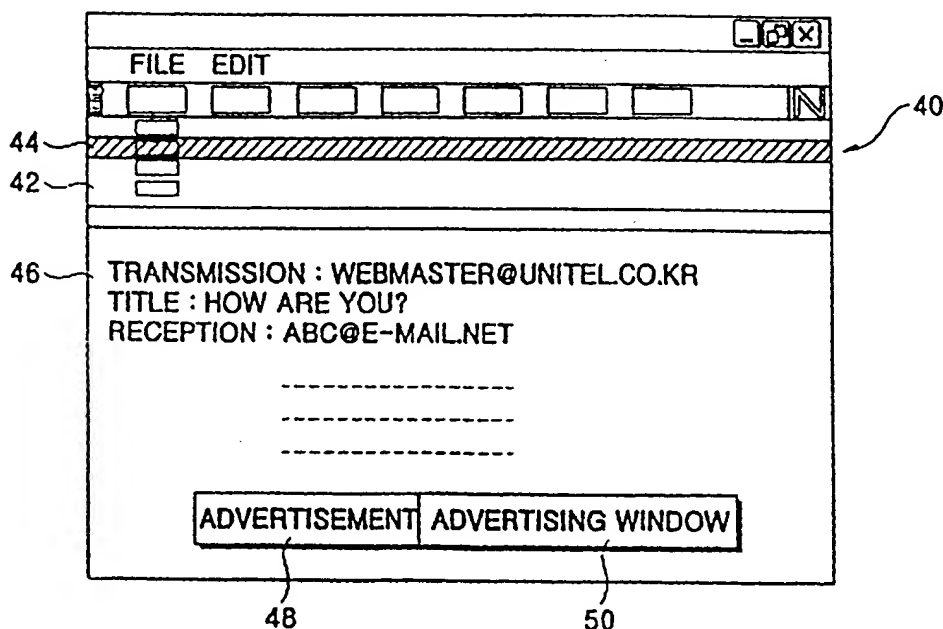 FILE EDIT
N
40
44
42
46
TRANSMISSION : WEBMASTER@UNITEL.CO.KR
TITLE : HOW ARE YOU?
RECEPTION : ABC@E-MAIL.NET
ADVERTISEMENT ADVERTISING WINDOW
48 50